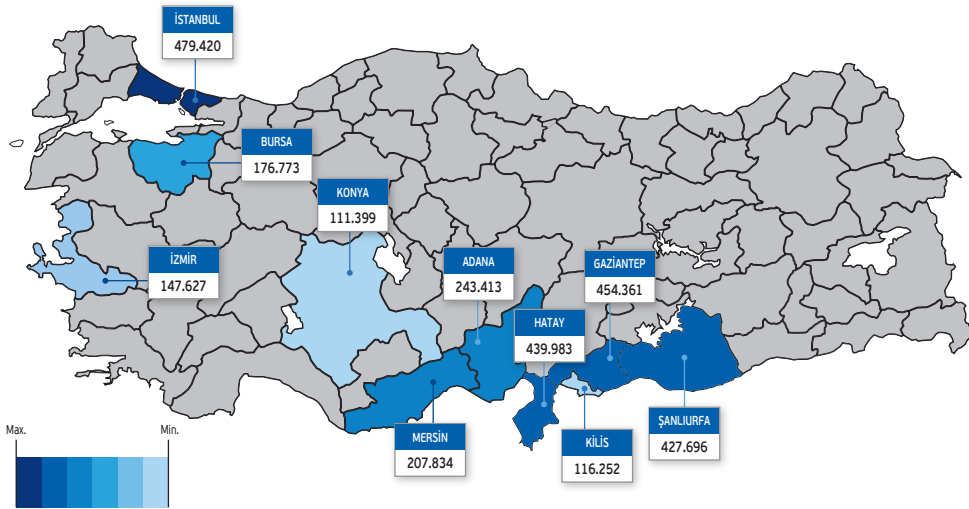 İSTANBUL
479.420
BURSA
176.773
KONYA
111.399
İZMİR
147.627
ADANA
243.413
GAZİANTEP
454.361
HATAY
439.983
MERSİN
207.834
KİLİS
116.252
ŞANLIURFA
427.696
Max.
Min.